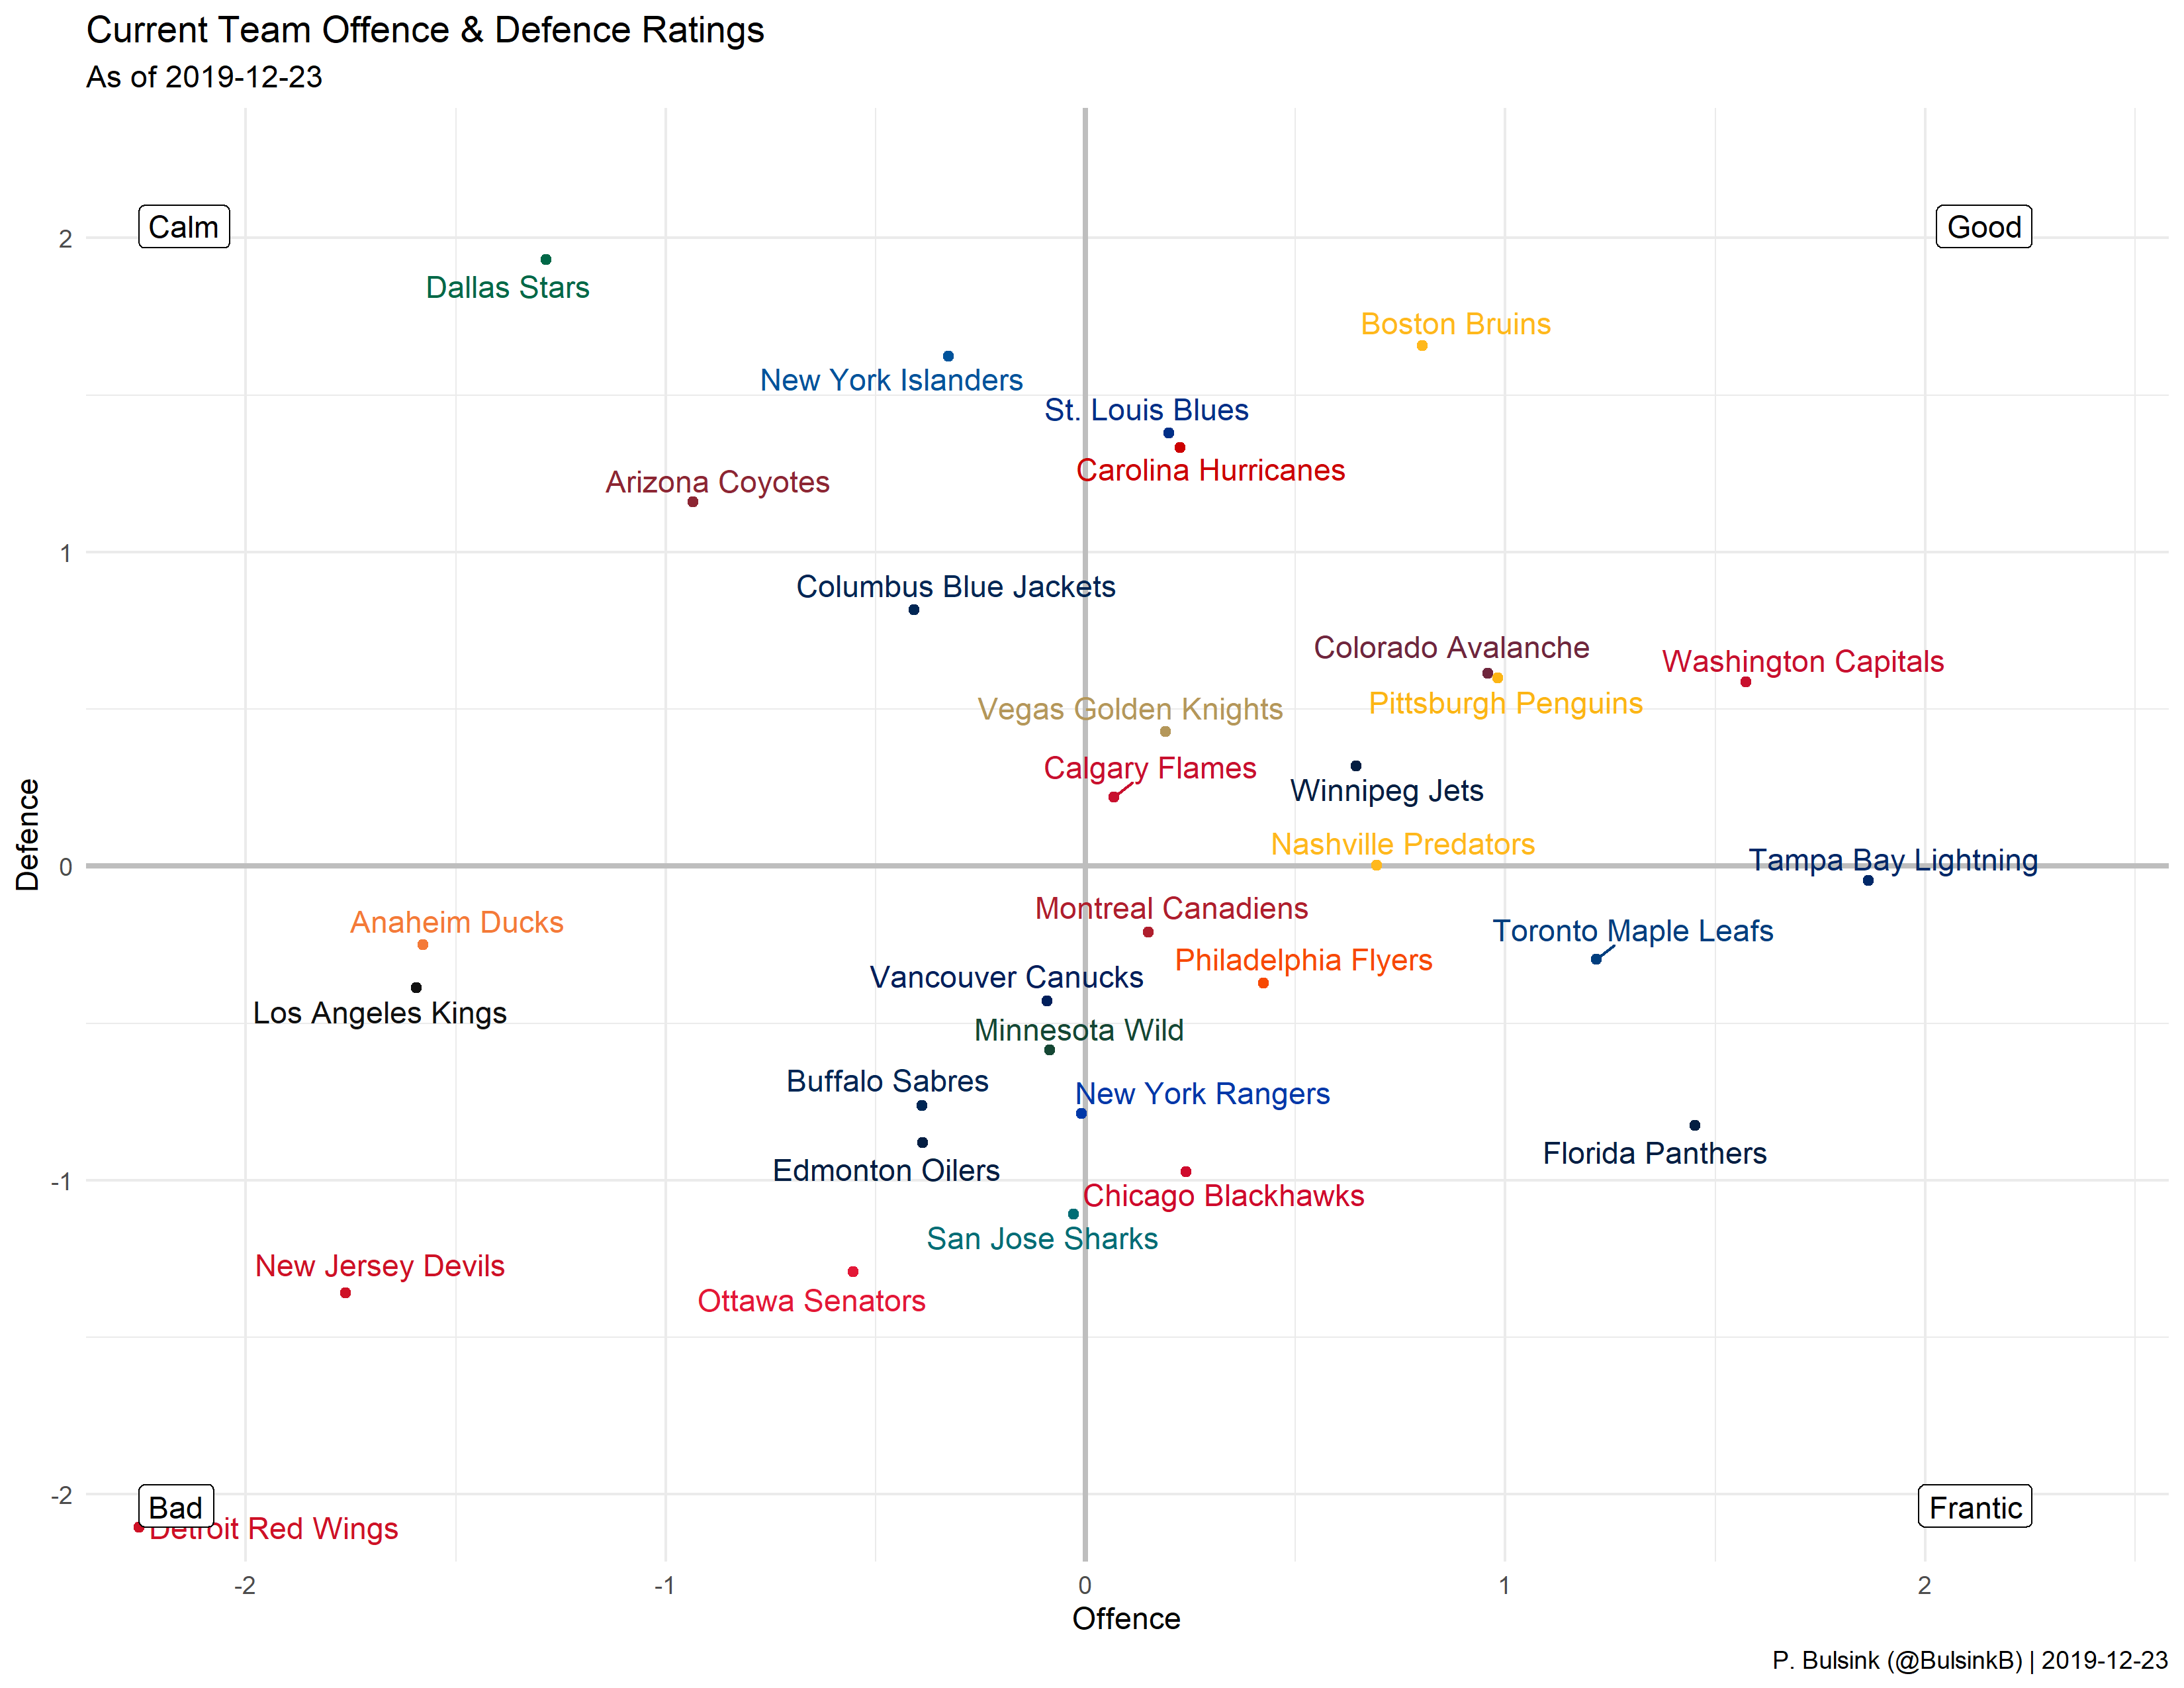 Current Team Offence & Defence Ratings
As of 2019-12-23
Calm
Good
2
Dallas Stars
Boston Bruins
New York Islanders
St. Louis Blues
Carolina Hurricanes
Arizona Coyotes
1
Columbus Blue Jackets
Colorado Avalanche
Washington Capitals
Pittsburgh Penguins
Vegas Golden Knights
Calgary Flames
Winnipeg Jets
Defence
Nashville Predators
0
Tampa Bay Lightning
Montreal Canadiens
Anaheim Ducks
Toronto Maple Leafs
Philadelphia Flyers
Vancouver Canucks
Los Angeles Kings
Minnesota Wild
Buffalo Sabres
New York Rangers
Florida Panthers
Edmonton Oilers
-1
Chicago Blackhawks
San Jose Sharks
New Jersey Devils
Ottawa Senators
-2
Bad
Frantic
Detroit Red Wings
-2 -1 0 1 2
Offence
P. Bulsink (@BulsinkB) | 2019-12-23